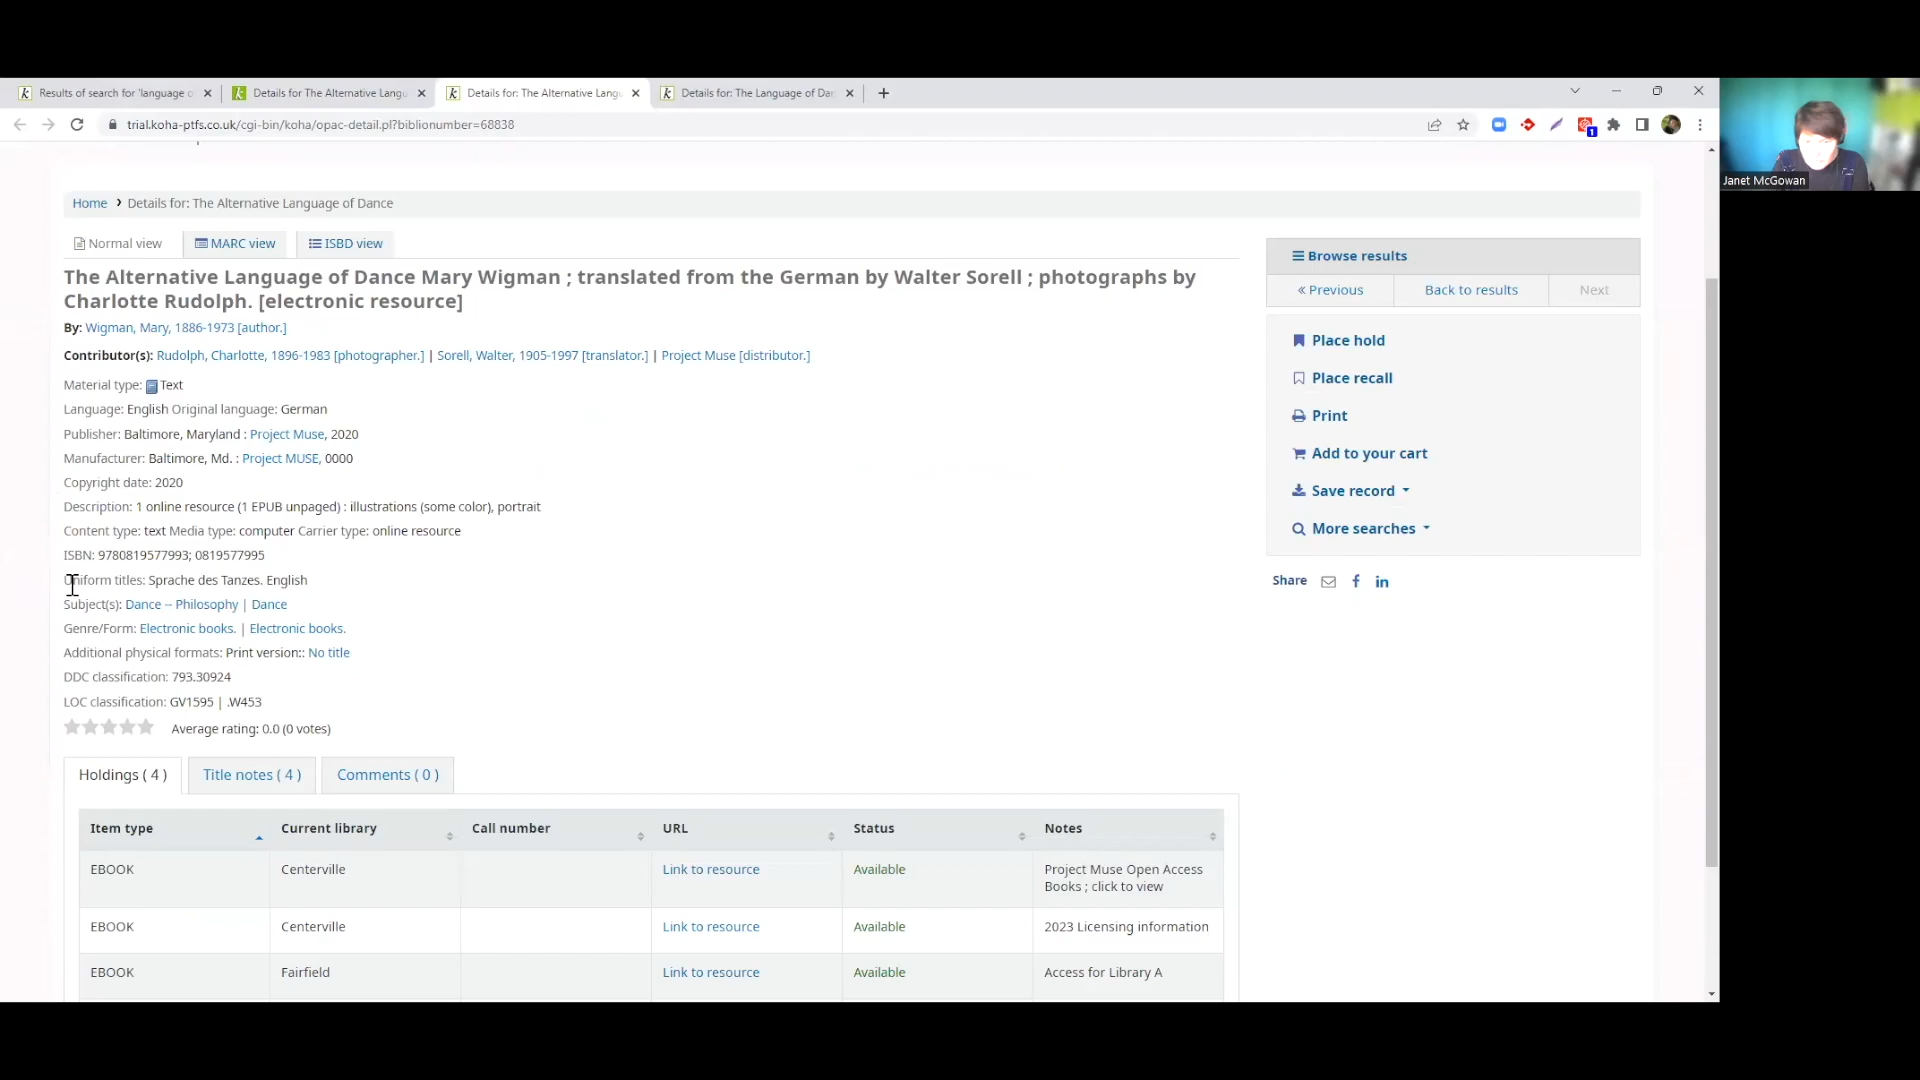 Results of search for 'language o
Details for The Alternative Langu
Details for: The Alternative Langu
Details for: The Language of Dan
trial.koha-ptfs.co.uk/cgi-bin/koha/opac-detail.pl?biblionumber=68838
1
Janet McGowan
Home › Details for: The Alternative Language of Dance
Normal view MARC view ISBD view
The Alternative Language of Dance Mary Wigman ; translated from the German by Walter Sorell ; photographs by
Charlotte Rudolph. [electronic resource]
By: Wigman, Mary, 1886-1973 [author.]
Contributor(s): Rudolph, Charlotte, 1896-1983 [photographer.] | Sorell, Walter, 1905-1997 [translator.] | Project Muse [distributor.]
Material type: Text
Language: English Original language: German
Publisher: Baltimore, Maryland : Project Muse, 2020
Manufacturer: Baltimore, Md. : Project MUSE, 0000
Copyright date: 2020
Description: 1 online resource (1 EPUB unpaged) : illustrations (some color), portrait
Content type: text Media type: computer Carrier type: online resource
ISBN: 9780819577993; 0819577995
Uniform titles: Sprache des Tanzes. English
Subject(s): Dance -- Philosophy | Dance
Genre/Form: Electronic books. | Electronic books.
Additional physical formats: Print version:: No title
DDC classification: 793.30924
LOC classification: GV1595 | .W453
Average rating: 0.0 (0 votes)
Browse results
« Previous Back to results Next
Place hold
Place recall
Print
Add to your cart
Save record
More searches
Share
Holdings ( 4 ) Title notes ( 4 ) Comments ( 0 )
Item type Current library Call number URL Status Notes
EBOOK Centerville Link to resource Available Project Muse Open Access
Books ; click to view
EBOOK Centerville Link to resource Available 2023 Licensing information
EBOOK Fairfield Link to resource Available Access for Library A